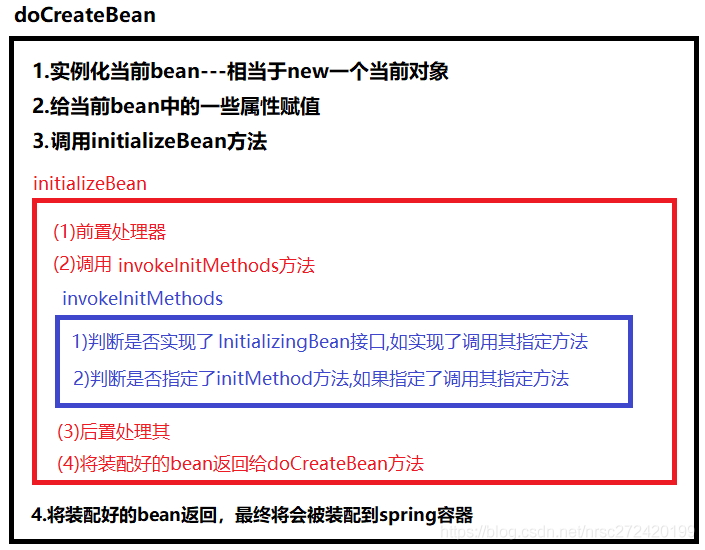 doCreateBean
1.实例化当前bean---相当于new一个当前对象
2.给当前bean中的一些属性赋值
3.调用initializeBean方法
initializeBean
(1)前置处理器
(2)调用 invokeInitMethods方法
invokeInitMethods
1)判断是否实现了 InitializingBean接口,如实现了调用其指定方法
2)判断是否指定了initMethod方法,如果指定了调用其指定方法
(3)后置处理其
(4)将装配好的bean返回给doCreateBean方法
4.将装配好的bean返回，最终将会被装配到spring容器
https://blog.csdn.net/nrsc272420199